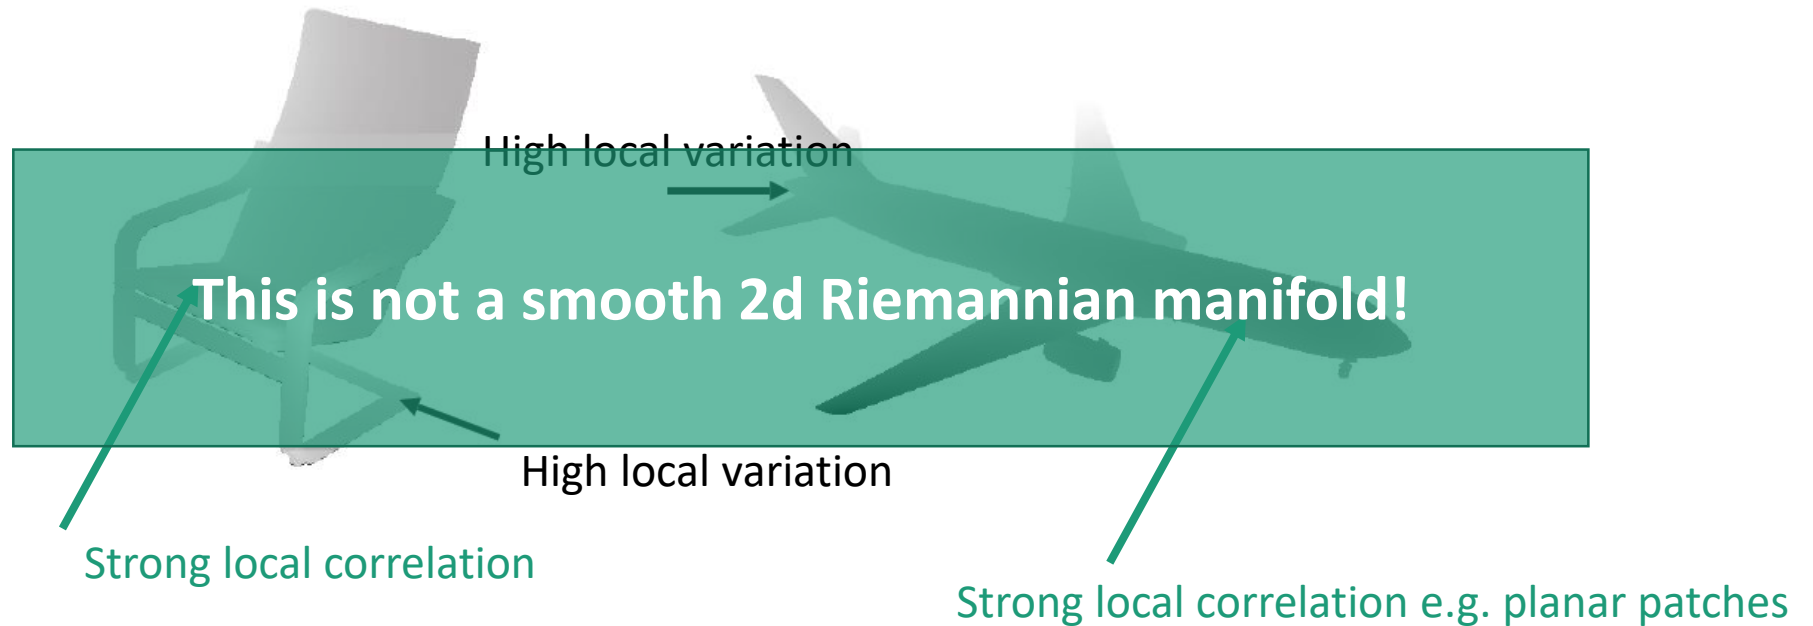 High local variation
This is not a smooth 2d Riemannian manifold!
High local variation
Strong local correlation
Strong local correlation e.g. planar patches